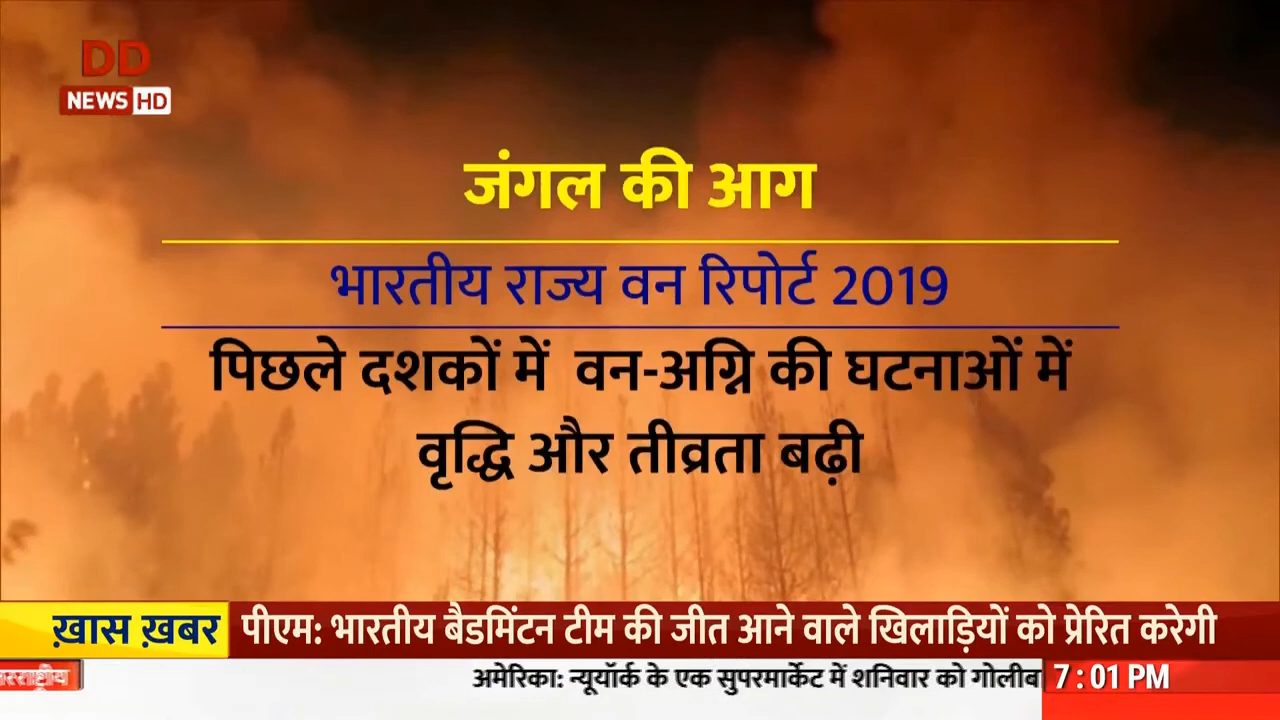 DD
NEWS HD
जंगल की आग
भारतीय राज्य वन रिपोर्ट 2019
पिछले दशकों में वन-अग्नि की घटनाओं में
वृद्धि और तीव्रता बढ़ी
ख़ास ख़बर पीएम: भारतीय बैडमिंटन टीम की जीत आने वाले खिलाड़ियों को प्रेरित करेगी
अमेरिका: न्यूयॉर्क के एक सुपरमार्केट में शनिवार को 7 : 01 PM